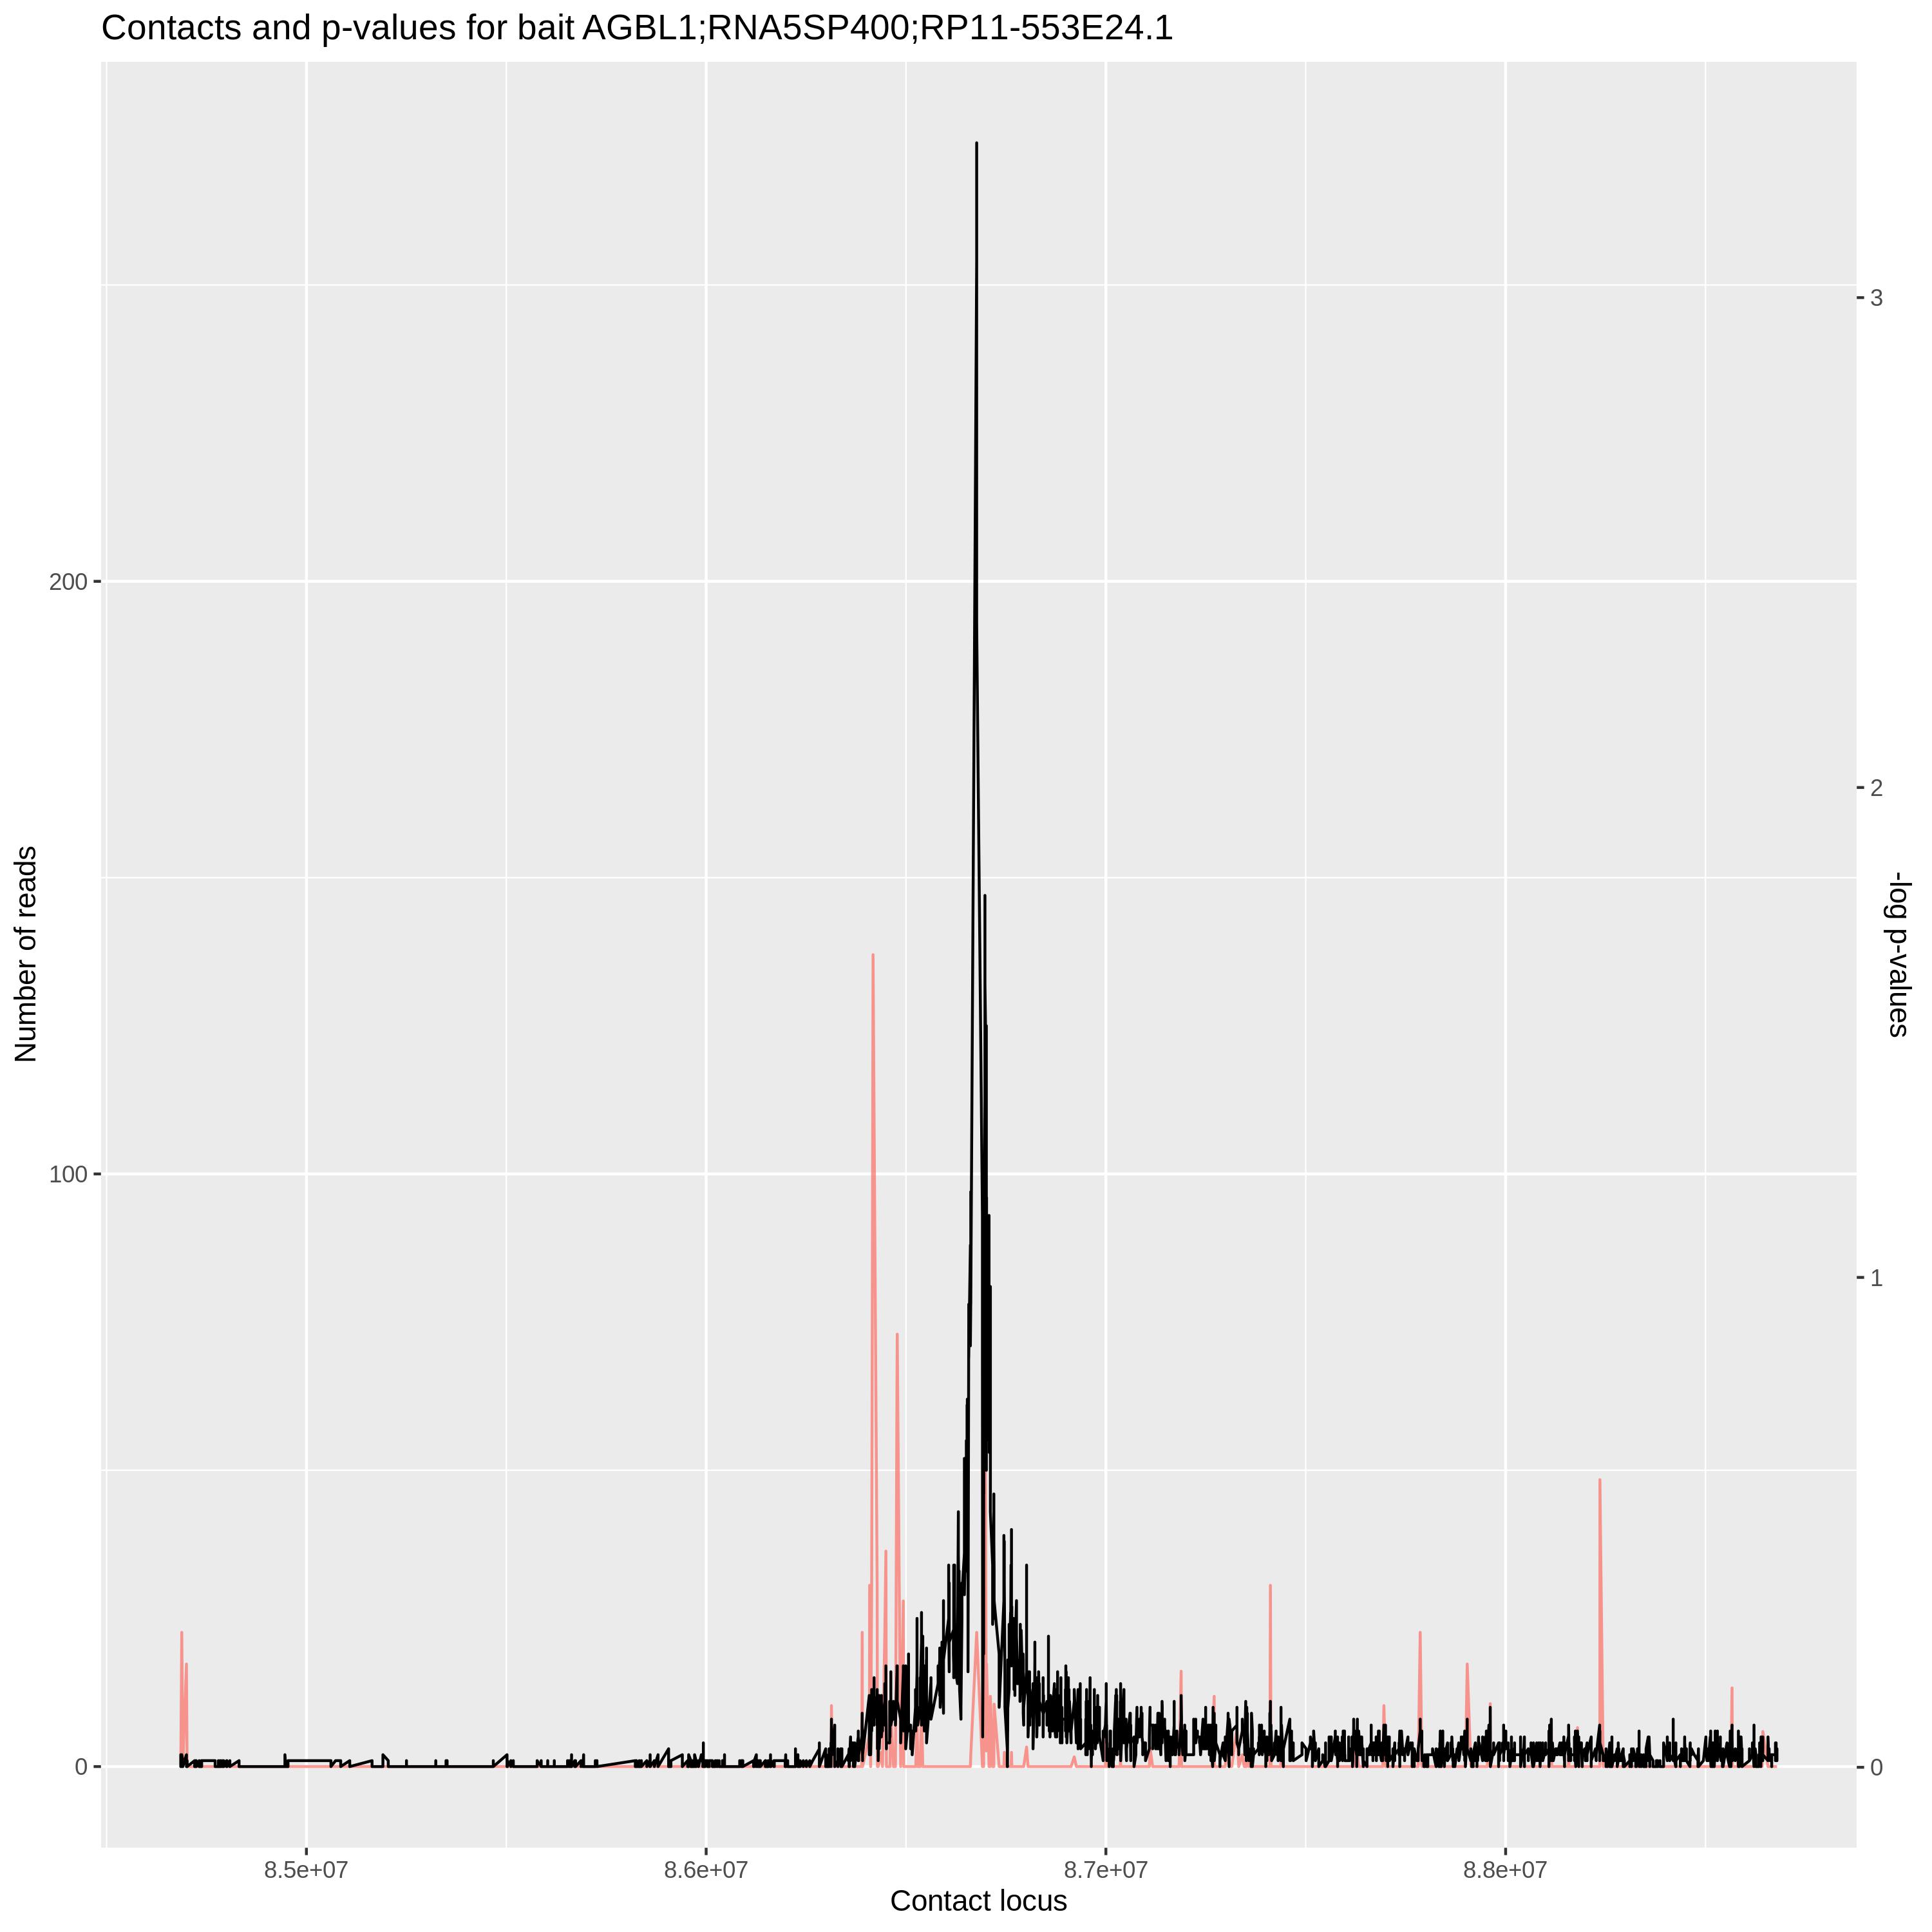 Contacts and p-values for bait AGBL1;RNA5SP400;RP11-553E24.1
Number of reads
200
100
0
3
2
1
0
-log p-values
8.5e+07 8.6e+07 8.7e+07 8.8e+07
Contact locus